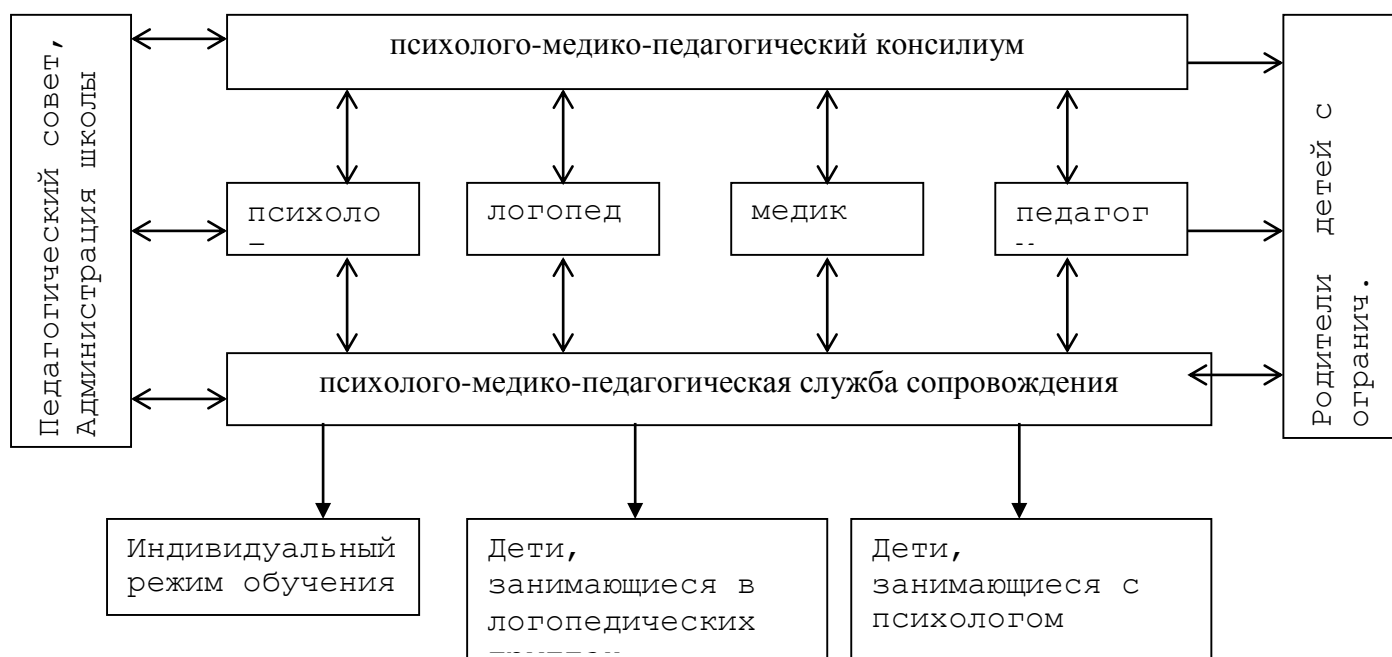 Педагогический совет,
Администрация школы
психолого-медико-педагогический консилиум
Родители детей с
огранич.
психоло
логопед
медик
педагог
психолого-медико-педагогическая служба сопровождения
Индивидуальный
режим обучения
Дети,
занимающиеся в
логопедических
Дети,
занимающиеся с
психологом